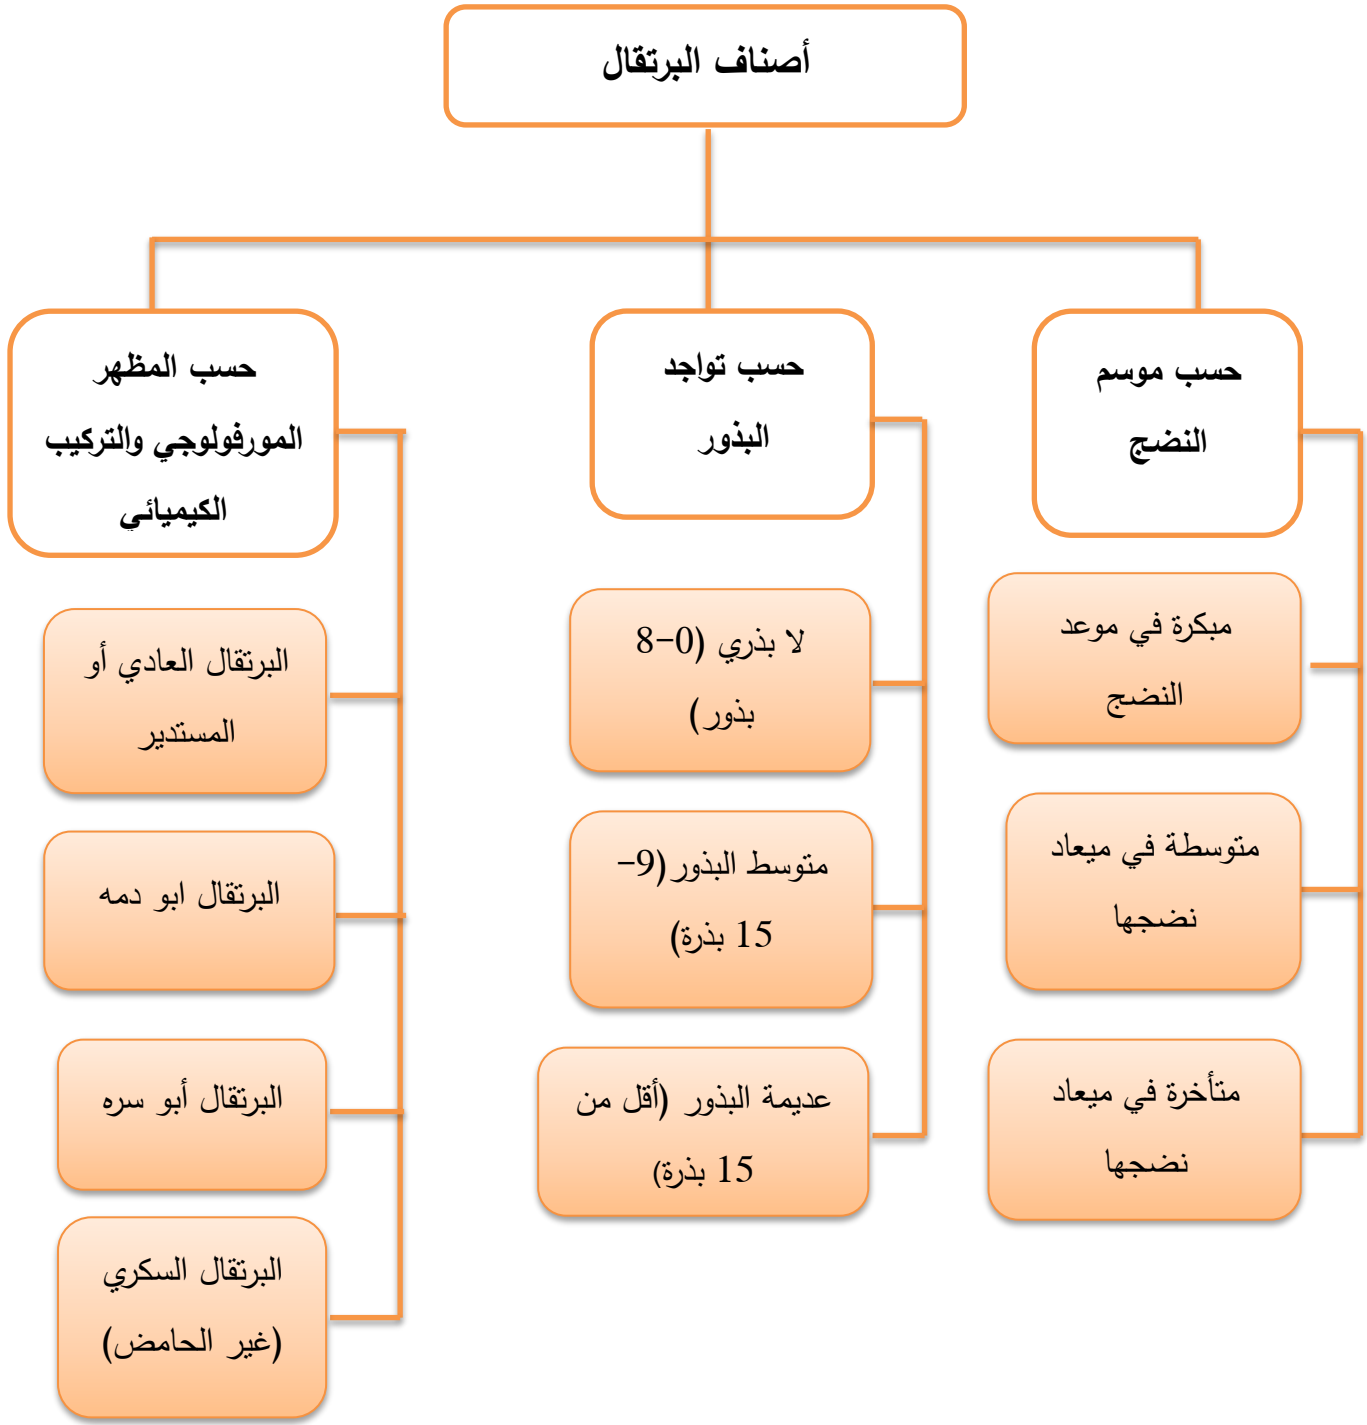 أصناف البرتقال
حسب موسم
النضج
مبكرة في موعد
النضج
متوسطة في ميعاد
نضجها
متأخرة في ميعاد
نضجها
حسب تواجد
البذور
لا بذري (0-8
بذور)
متوسط البذور(9-
15 بذرة)
عديمة البذور (أقل من
15 بذرة)
حسب المظهر
المورفولوجي والتركيب
الكيميائي
البرتقال العادي أو
المستدير
البرتقال ابو دمه
البرتقال أبو سره
البرتقال السكري
(غير الحامض)